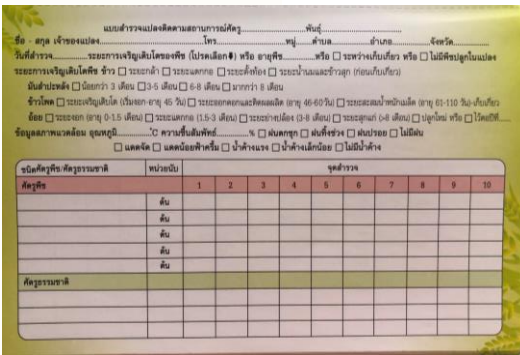 แบบสำรวจแปลงติดตามสถานการณ์ศัตรู..........................พันธุ์..........................
ชื่อ - สกุล เจ้าของแปลง..........................โทร..........................หมู่..........ตำบล..........................อำเภอ..........................จังหวัด..........................
วันที่สำรวจ....................ระยะการเจริญเติบโตของพืช (โปรดเลือก⬇) หรือ อายุพืช....................หรือ ☐ ระหว่างเก็บเกี่ยว หรือ ☐ ไม่มีพืชปลูกในแปลง
ระยะการเจริญเติบโตพืช ข้าว ☐ ระยะกล้า ☐ ระยะแตกกอ ☐ ระยะตั้งท้อง ☐ ระยะน้ำนมและข้าวสุก (ก่อนเก็บเกี่ยว)
มันสำปะหลัง ☐ น้อยกว่า 3 เดือน ☐ 3-5 เดือน ☐ 6-8 เดือน ☐ มากกว่า 8 เดือน
ข้าวโพด ☐ ระยะเจริญเติบโต (เริ่มงอก-อายุ 45 วัน) ☐ ระยะออกดอกและติดผลผลิต (อายุ 46-60วัน) ☐ ระยะสะสมน้ำหนักเมล็ด (อายุ 61-110 วัน)-เก็บเกี่ยว
อ้อย ☐ ระยะงอก (อายุ 0-1.5 เดือน) ☐ ระยะแตกกอ (1.5-3 เดือน) ☐ ระยะย่างปล้อง (3-8 เดือน) ☐ ระยะสุกแก่ (>8 เดือน) ☐ ปลูกใหม่ หรือ ☐ ไว้ตอปีที่.....
ข้อมูลสภาพแวดล้อม อุณหภูมิ...............°C ความชื้นสัมพัทธ์...............% ☐ ฝนตกชุก ☐ ฝนทิ้งช่วง ☐ ฝนปรอย ☐ ไม่มีฝน
☐ แดดจัด ☐ แดดน้อยฟ้าครึ้ม ☐ น้ำค้างแรง ☐ น้ำค้างเล็กน้อย ☐ ไม่มีน้ำค้าง
ชนิดศัตรูพืช/ศัตรูธรรมชาติ หน่วยนับ จุดสำรวจ
ศัตรูพืช 1 2 3 4 5 6 7 8 9 10
ต้น
ต้น
ต้น
ต้น
ต้น
ศัตรูธรรมชาติ